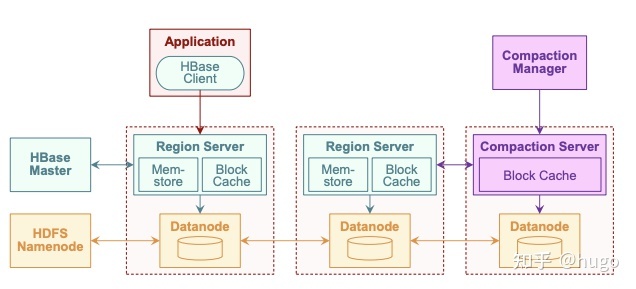 Application
HBase
Client
Compaction
Manager
HBase
Master
Region Server
Mem-
store
Block
Cache
Region Server
Mem-
store
Block
Cache
Compaction Server
Block Cache
HDFS
Namenode
Datanode
Datanode
Datanode
知乎 @hugo